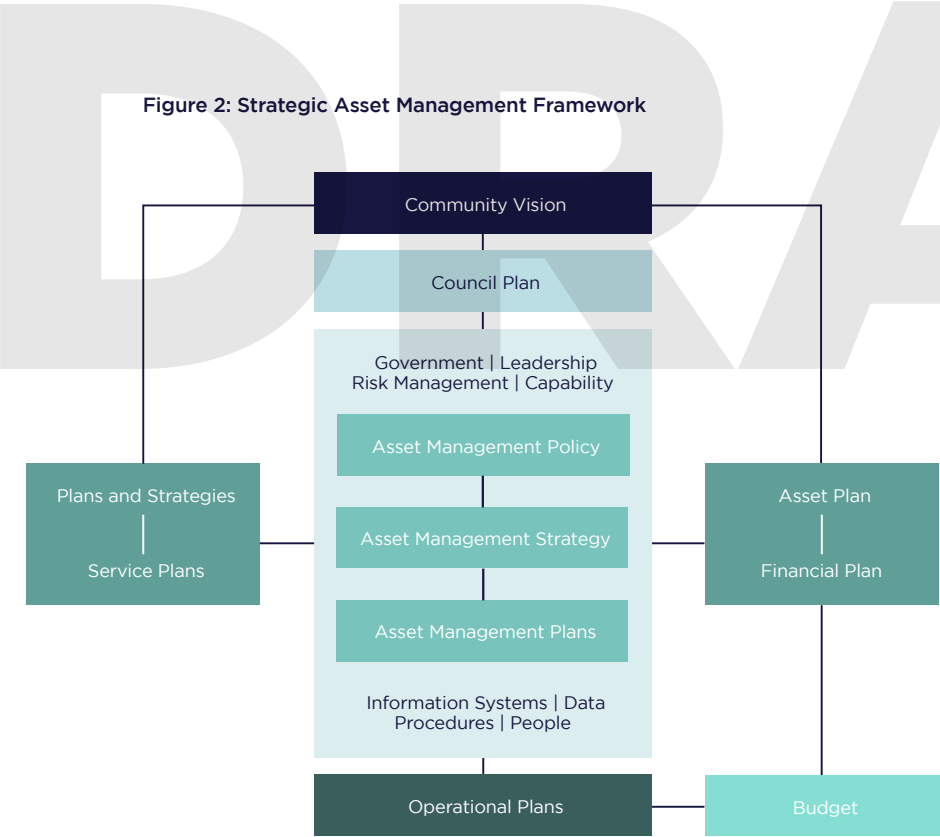 DRA
Figure 2: Strategic Asset Management Framework
Community Vision
Council Plan
Government | Leadership
Risk Management | Capability
Asset Management Policy
Plans and Strategies
Asset Plan
Asset Management Strategy
Service Plans
Financial Plan
Asset Management Plans
Information Systems | Data
Procedures | People
Operational Plans
Budget